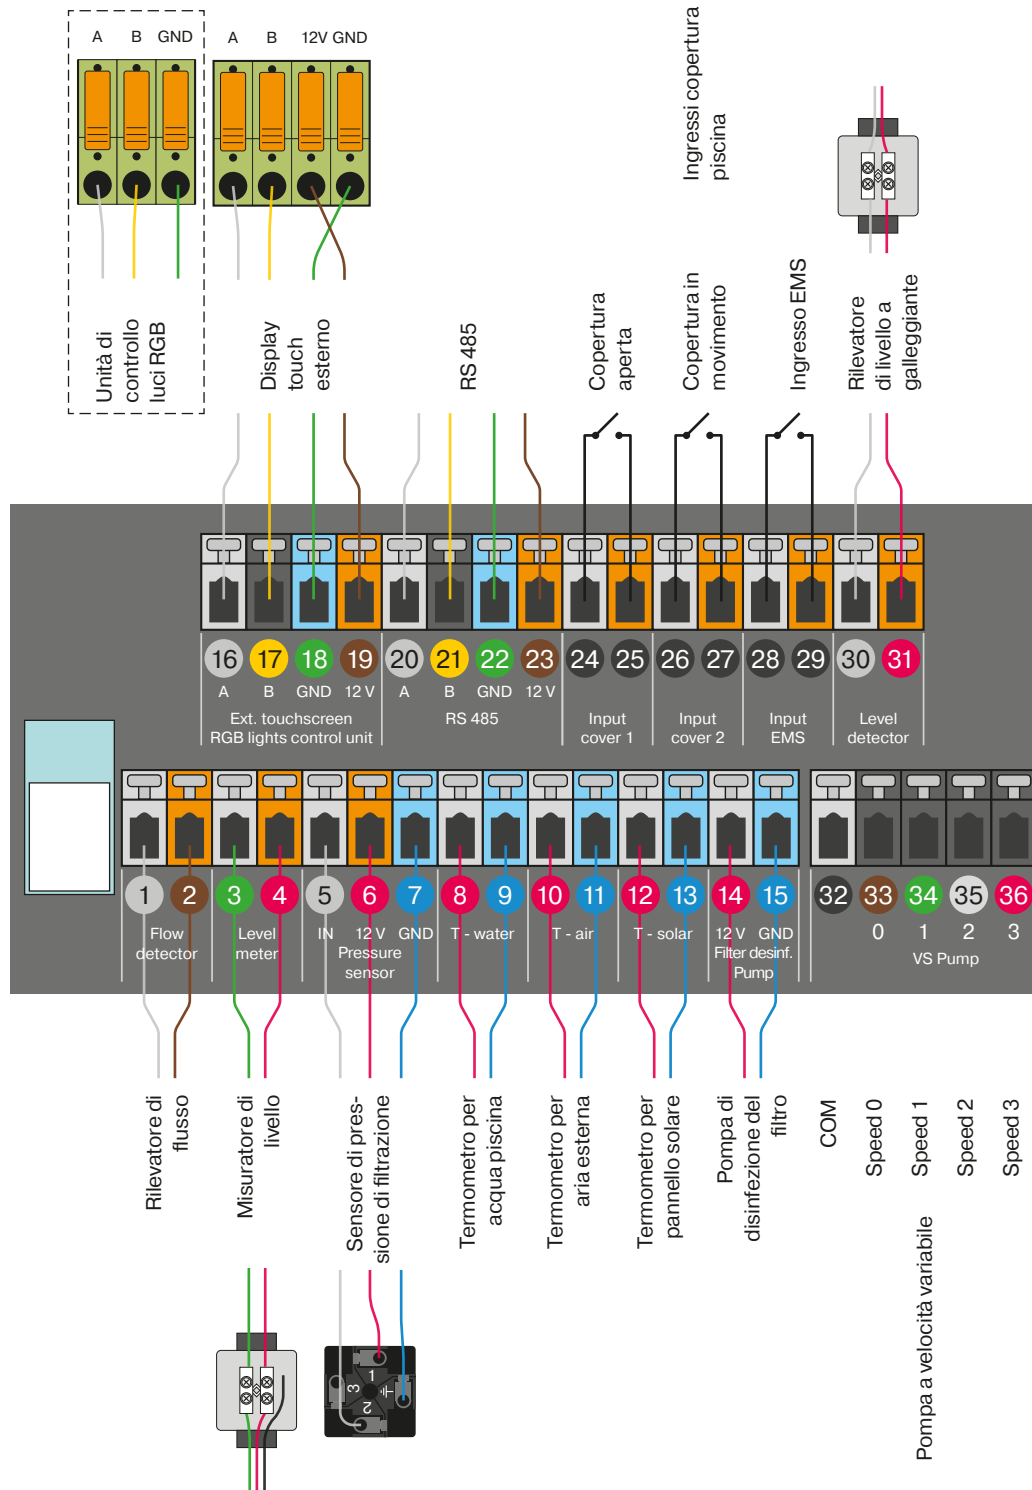 A B GND
A B 12V GND
Unità di
controllo
luci RGB
Display
touch
esterno
RS 485
Ingressi copertura
piscina
Copertura
aperta
Copertura in
movimento
Ingresso EMS
Rilevatore
di livello a
galleggiante
16 17 18 19 20 21 22 23 24 25 26 27 28 29 30 31
A B GND 12 V A B GND 12 V
Ext. touchscreen
RGB lights control unit
RS 485
Input
cover 1
Input
cover 2
Input
EMS
Level
detector
1 2 3 4 5 6 7 8 9 10 11 12 13 14 15 32 33 34 35 36
Flow
detector
Level
meter
IN 12 V GND
Pressure
sensor
T - water
T - air
T - solar
12 V GND
Filter desinf.
Pump
0 1 2 3
VS Pump
Rilevatore di
flusso
Misuratore di
livello
Sensore di pres-
sione di filtrazione
Termometro per
acqua piscina
Termometro per
aria esterna
Termometro per
pannello solare
Pompa di
disinfezione del
filtro
COM
Speed 0
Speed 1
Speed 2
Speed 3
Pompa a velocità variabile
1
3
2